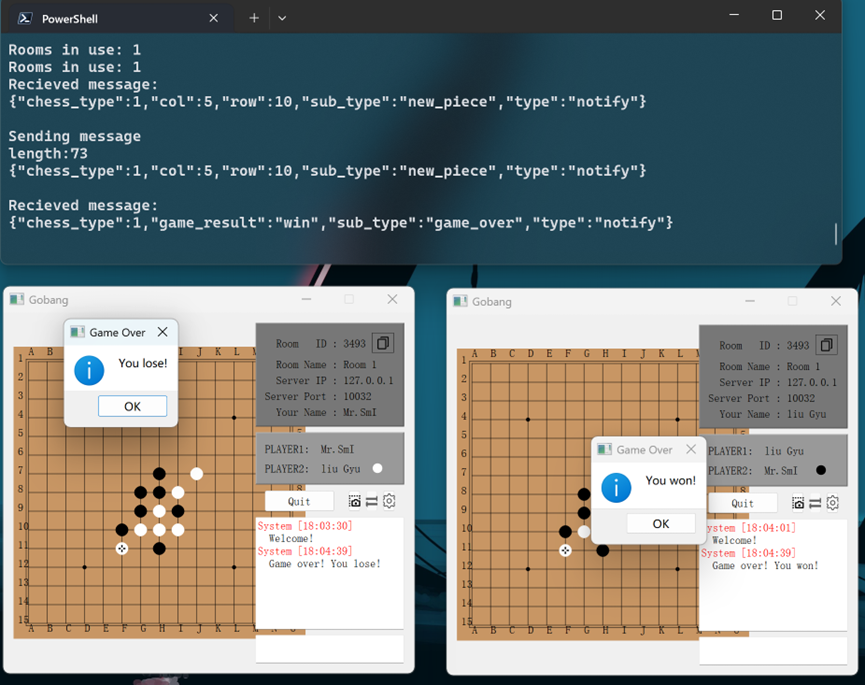 PowerShell
Rooms in use: 1
Rooms in use: 1
Recieved message:
{"chess_type":1,"col":5,"row":10,"sub_type":"new_piece","type":"notify"}
Sending message
length:73
{"chess_type":1,"col":5,"row":10,"sub_type":"new_piece","type":"notify"}
Recieved message:
{"chess_type":1,"game_result":"win","sub_type":"game_over","type":"notify"}
Gobang
Game Over
You lose!
OK
A B I J K L M
1
2
3
4
5
6
7
8
9
10
11
12
13
14
15
A B C D E F G H I J K L M N O
Room ID : 3493
Room Name : Room 1
Server IP : 127.0.0.1
Server Port : 10032
Your Name : Mr.SmI
PLAYER1: Mr.SmI
PLAYER2: liu Gyu
Quit
System [18:03:30]
Welcome!
System [18:04:39]
Game over! You lose!
Gobang
A B C D E F G H I J K L M
1
2
3
4
5
6
7
8
9
10
11
12
13
14
15
A B C D E F G H I J K L M N O
Game Over
You won!
OK
Room ID : 3493
Room Name : Room 1
Server IP : 127.0.0.1
Server Port : 10032
Your Name : liu Gyu
PLAYER1: liu Gyu
PLAYER2: Mr.SmI
Quit
System [18:04:01]
Welcome!
System [18:04:39]
Game over! You won!